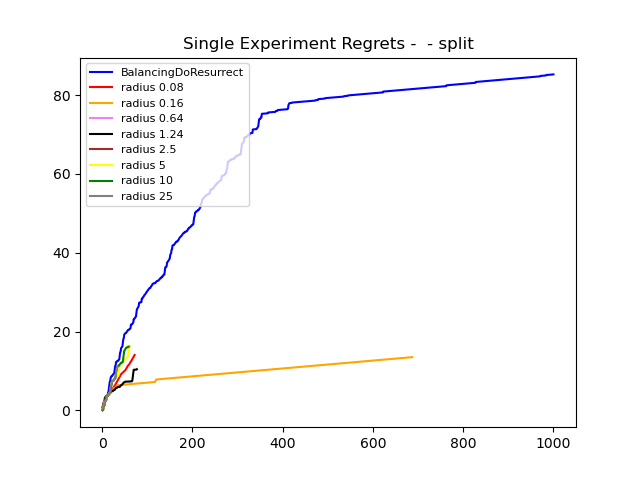 Single Experiment Regrets -  - split
BalancingDoResurrect
radius 0.08
radius 0.16
radius 0.64
radius 1.24
radius 2.5
radius 5
radius 10
radius 25
80
60
40
20
0
0 200 400 600 800 1000